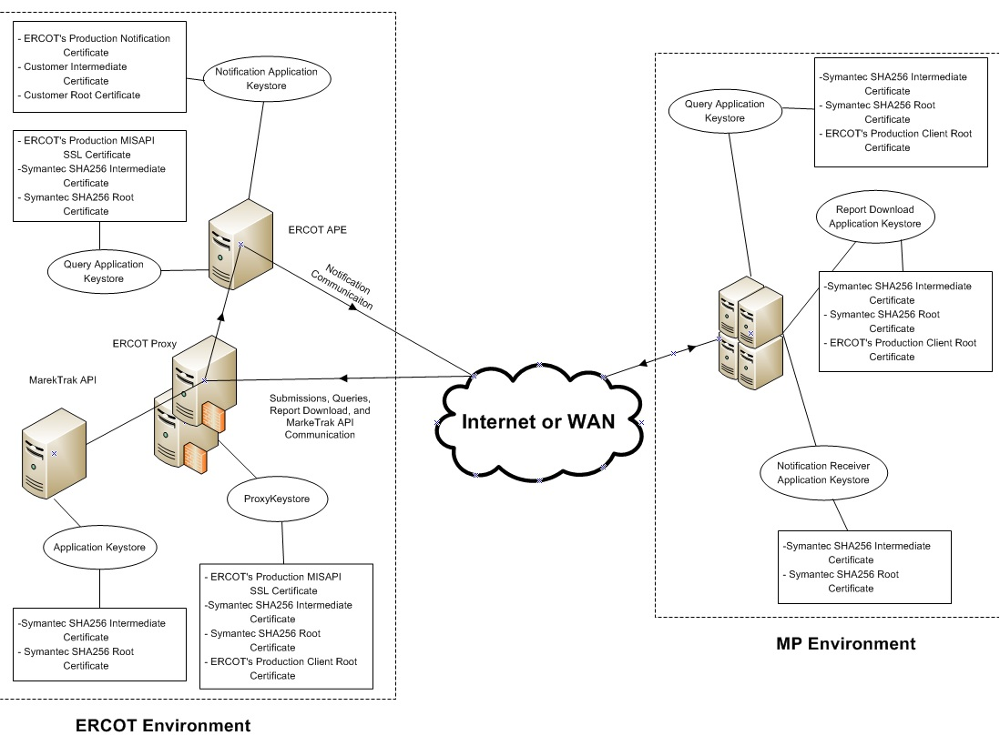 - ERCOT's Production Notification
Certificate
- Customer Intermediate
Certificate
- Customer Root Certificate
Notification Application
Keystore
- ERCOT's Production MISAPI
SSL Certificate
-Symantec SHA256 Intermediate
Certificate
- Symantec SHA256 Root
Certificate
Query Application
Keystore
ERCOT APE
Notification
Communicaiton
ERCOT Proxy
MarekTrak API
Submissions, Queries,
Report Download, and
MarkeTrak API
Communication
Internet or WAN
ProxyKeystore
Application Keystore
-Symantec SHA256 Intermediate
Certificate
- Symantec SHA256 Root
Certificate
- ERCOT's Production MISAPI
SSL Certificate
-Symantec SHA256 Intermediate
Certificate
- Symantec SHA256 Root
Certificate
- ERCOT's Production Client Root
Certificate
ERCOT Environment
Query Application
Keystore
-Symantec SHA256 Intermediate
Certificate
- Symantec SHA256 Root
Certificate
- ERCOT's Production Client Root
Certificate
Report Download
Application Keystore
-Symantec SHA256 Intermediate
Certificate
- Symantec SHA256 Root
Certificate
- ERCOT's Production Client Root
Certificate
Notification Receiver
Application Keystore
-Symantec SHA256 Intermediate
Certificate
- Symantec SHA256 Root
Certificate
MP Environment